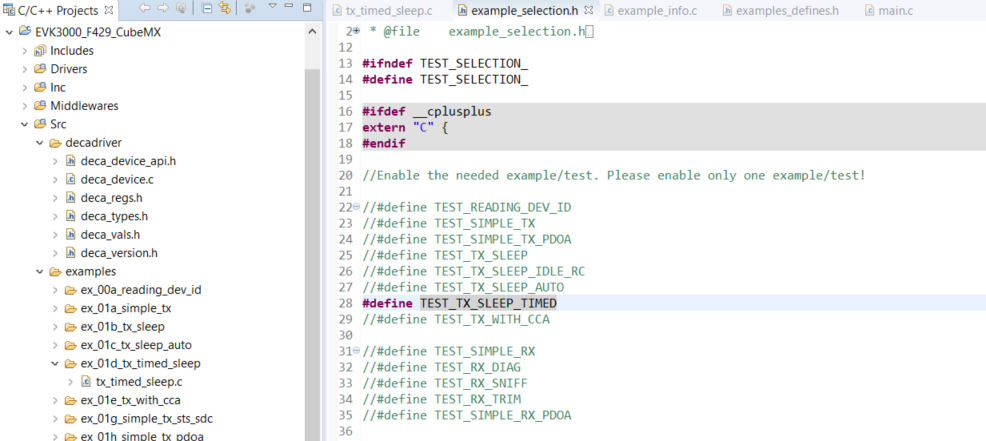 C/C++ Projects
EVK3000_F429_CubeMX
Includes
Drivers
Inc
Middlewares
Src
decadriver
deca_device_api.h
deca_device.c
deca_regs.h
deca_types.h
deca_vals.h
deca_version.h
examples
ex_00a_reading_dev_id
ex_01a_simple_tx
ex_01b_tx_sleep
ex_01c_tx_sleep_auto
ex_01d_tx_timed_sleep
tx_timed_sleep.c
ex_01e_tx_with_cca
ex_01g_simple_tx_sts_sdc
ex_01h_simple_tx_pdoa
tx_timed_sleep.c example_selection.h example_info.c examples_defines.h main.c
2 * @file    example_selection.h
12
13 #ifndef TEST_SELECTION_
14 #define TEST_SELECTION_
15
16 #ifdef __cplusplus
17 extern "C" {
18 #endif
19
20 //Enable the needed example/test. Please enable only one example/test!
21
22 //#define TEST_READING_DEV_ID
23 //#define TEST_SIMPLE_TX
24 //#define TEST_SIMPLE_TX_PDOA
25 //#define TEST_TX_SLEEP
26 //#define TEST_TX_SLEEP_IDLE_RC
27 //#define TEST_TX_SLEEP_AUTO
28 #define TEST_TX_SLEEP_TIMED
29 //#define TEST_TX_WITH_CCA
30
31 //#define TEST_SIMPLE_RX
32 //#define TEST_RX_DIAG
33 //#define TEST_RX_SNIFF
34 //#define TEST_RX_TRIM
35 //#define TEST_SIMPLE_RX_PDOA
36